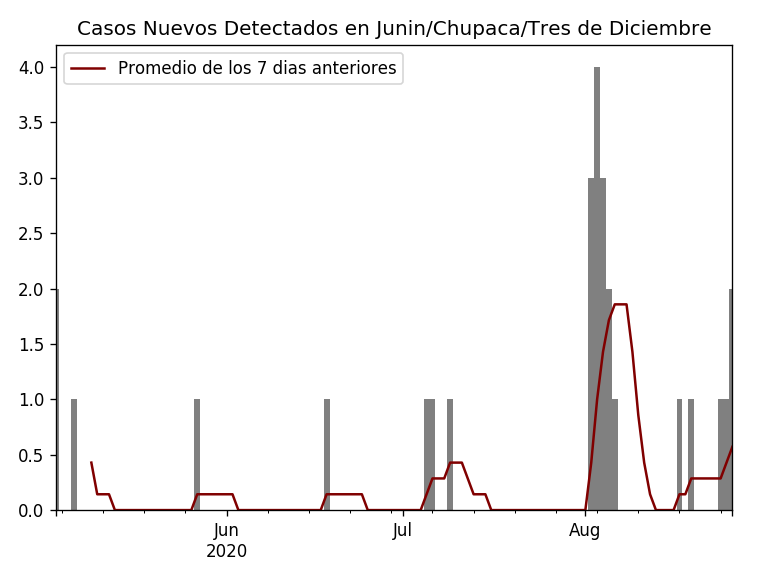 Casos Nuevos Detectados en Junin/Chupaca/Tres de Diciembre
Promedio de los 7 dias anteriores
4.0
3.5
3.0
2.5
2.0
1.5
1.0
0.5
0.0
Jun
2020
Jul
Aug